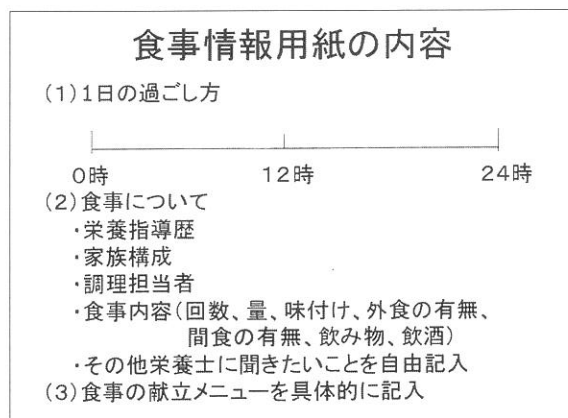 食事情報用紙の内容
(1)1日の過ごし方
0時 12時 24時
(2)食事について
・栄養指導歴
・家族構成
・調理担当者
・食事内容(回数、量、味付け、外食の有無、
間食の有無、飲み物、飲酒)
・その他栄養士に聞きたいことを自由記入
(3)食事の献立メニューを具体的に記入